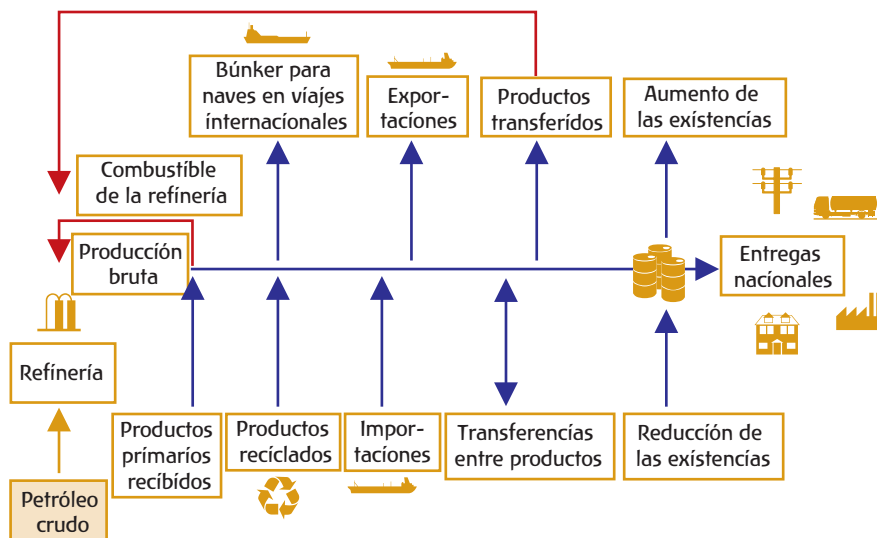 Búnker para
naves en viajes
internacionales
Expor-
taciones
Productos
transferidos
Aumento de
las existencias
Combustible
de la refinería
Producción
bruta
Entregas
nacionales
Refinería
Productos
primarios
recibidos
Productos
reciclados
Impor-
taciones
Transferencias
entre productos
Reducción de
las existencias
Petróleo
crudo